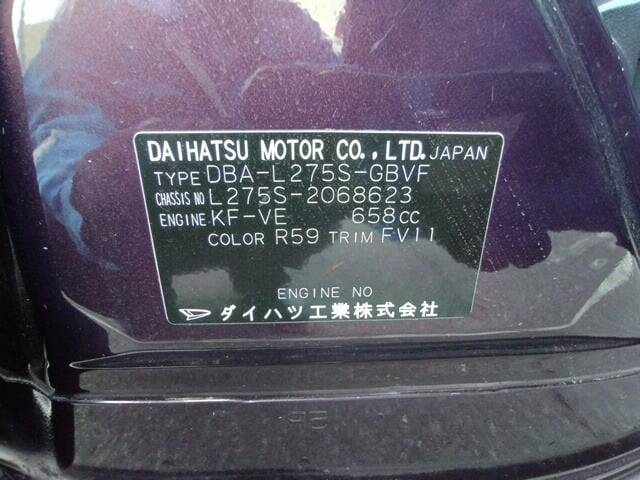 DAIHATSU MOTOR CO., LTD. JAPAN
TYPE DBA-L275S-GBVF
CHASSIS NO L275S-2068623
ENGINE KF-VE 658CC
COLOR R59 TRIM FV11
ENGINE NO
ダイハツ工業株式会社